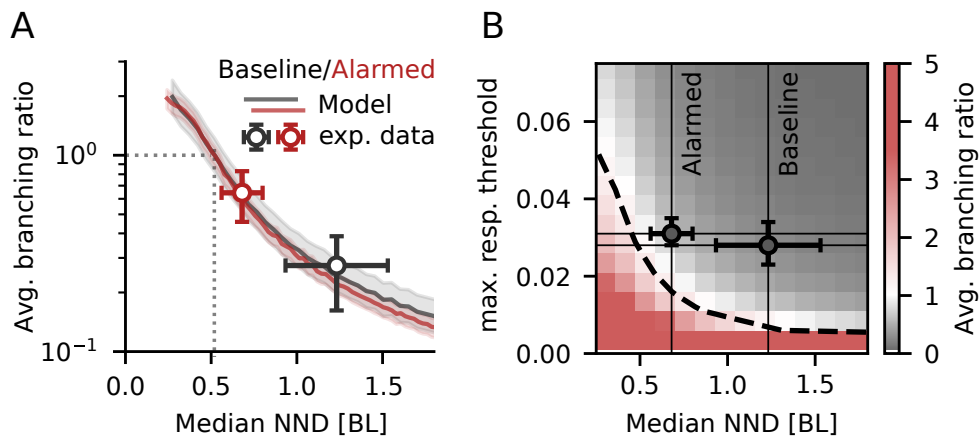 A
Baseline/Alarmed
Model
exp. data
Avg. branching ratio
10⁰
10⁻¹
0.0
0.5
1.0
1.5
Median NND [BL]
B
Alarmed
Baseline
max. resp. threshold
0.06
0.04
0.02
0.00
0.5
1.0
1.5
Median NND [BL]
5
4
3
2
1
0
Avg. branching ratio